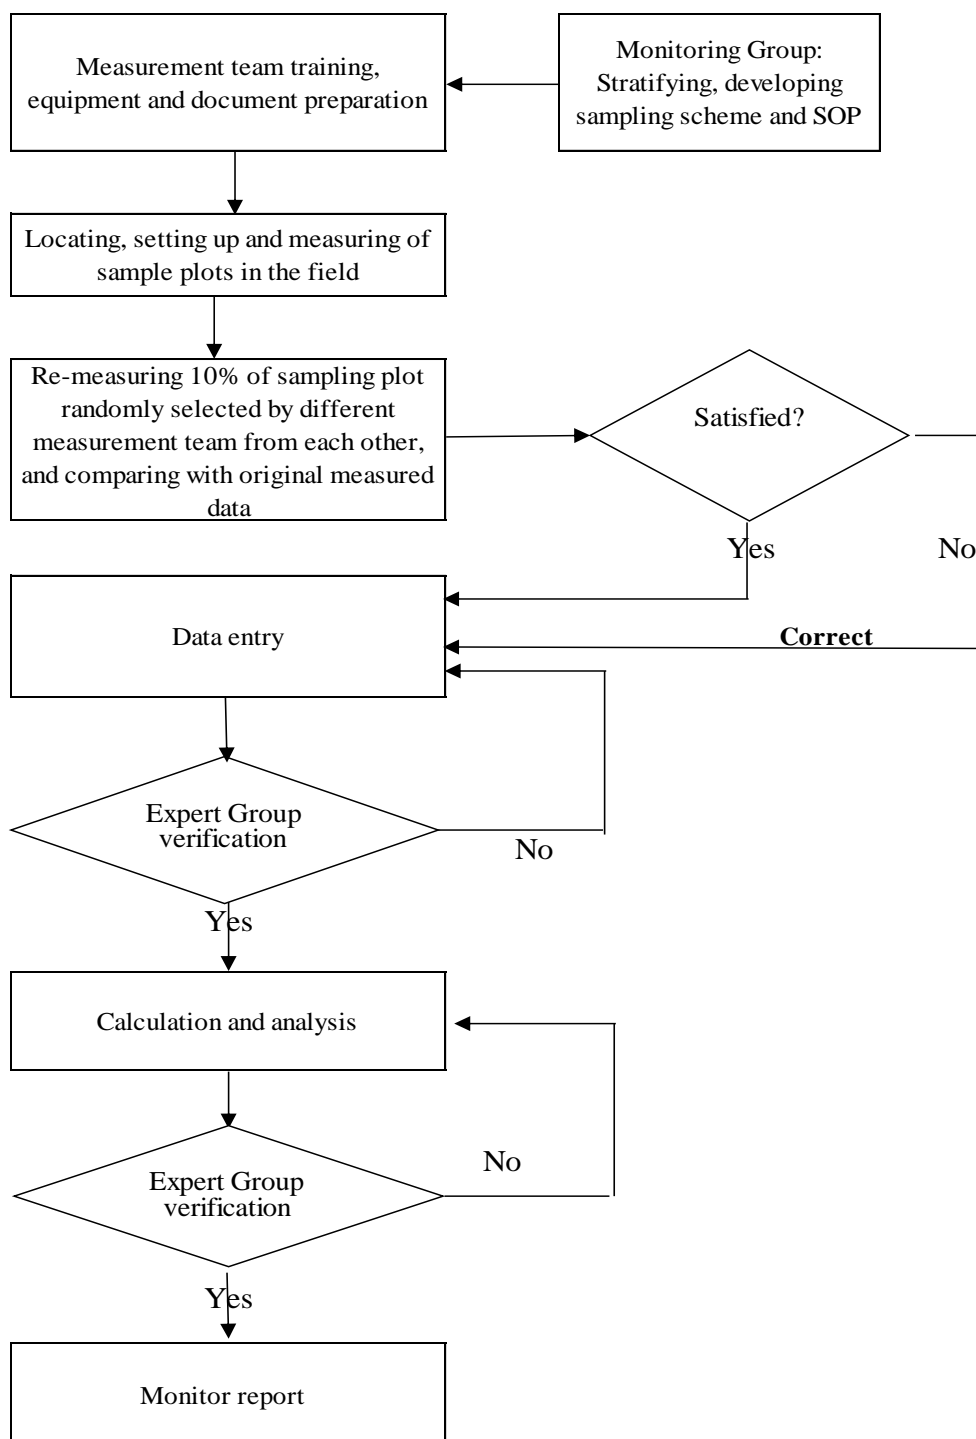 Measurement team training,
equipment and document preparation
Monitoring Group:
Stratifying, developing
sampling scheme and SOP
Locating, setting up and measuring of
sample plots in the field
Re-measuring 10% of sampling plot
randomly selected by different
measurement team from each other,
and comparing with original measured
data
Satisfied?
Yes
No
Data entry
Correct
Expert Group
verification
No
Yes
Calculation and analysis
Expert Group
verification
No
Yes
Monitor report